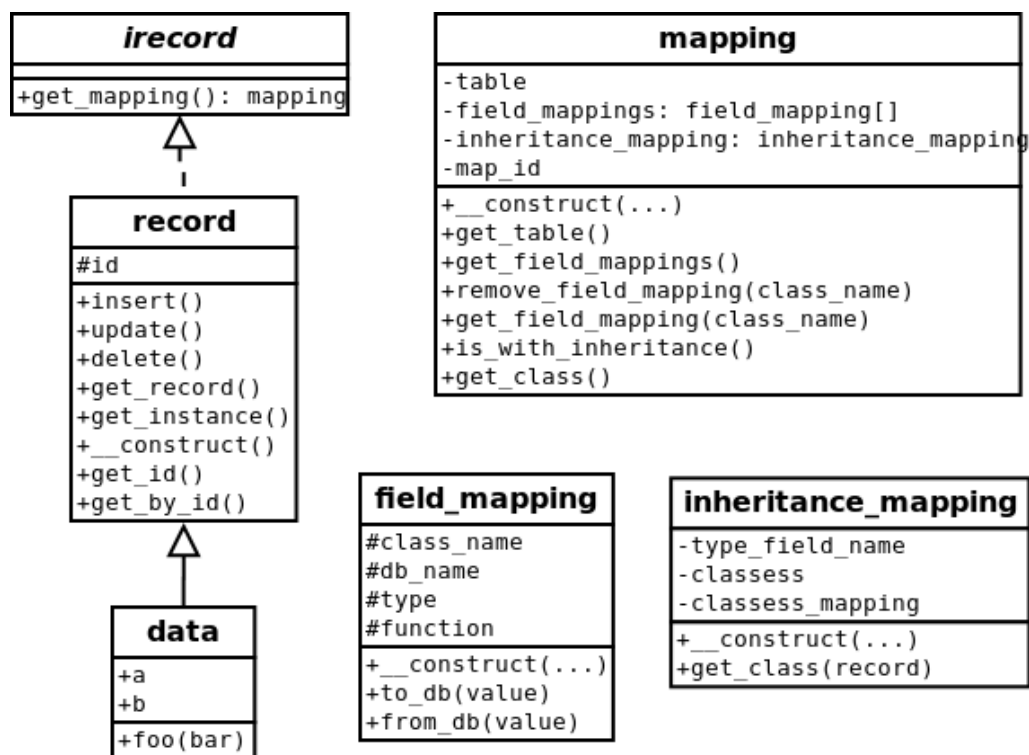 irecord
+get_mapping(): mapping
record
#id
+insert()
+update()
+delete()
+get_record()
+get_instance()
+__construct()
+get_id()
+get_by_id()
data
+a
+b
+foo(bar)
mapping
-table
-field_mappings: field_mapping[]
-inheritance_mapping: inheritance_mapping
-map_id
+__construct(...)
+get_table()
+get_field_mappings()
+remove_field_mapping(class_name)
+get_field_mapping(class_name)
+is_with_inheritance()
+get_class()
field_mapping
#class_name
#db_name
#type
#function
+__construct(...)
+to_db(value)
+from_db(value)
inheritance_mapping
-type_field_name
-classess
-classess_mapping
+__construct(...)
+get_class(record)